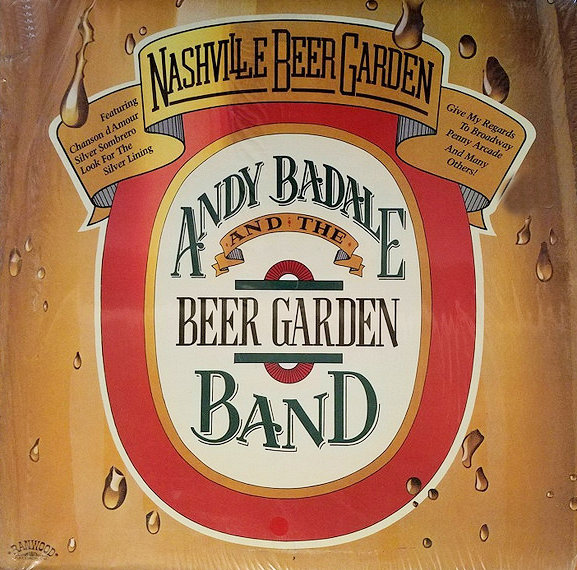 NASHVILLE BEER GARDEN
Featuring
Chanson d'Amour
Silver Sombrero
Look For The
Silver Lining
Give My Regards
To Broadway
Penny Arcade
And Many
Others!
ANDY BADALE
AND THE
BEER GARDEN
BAND
RANWOOD